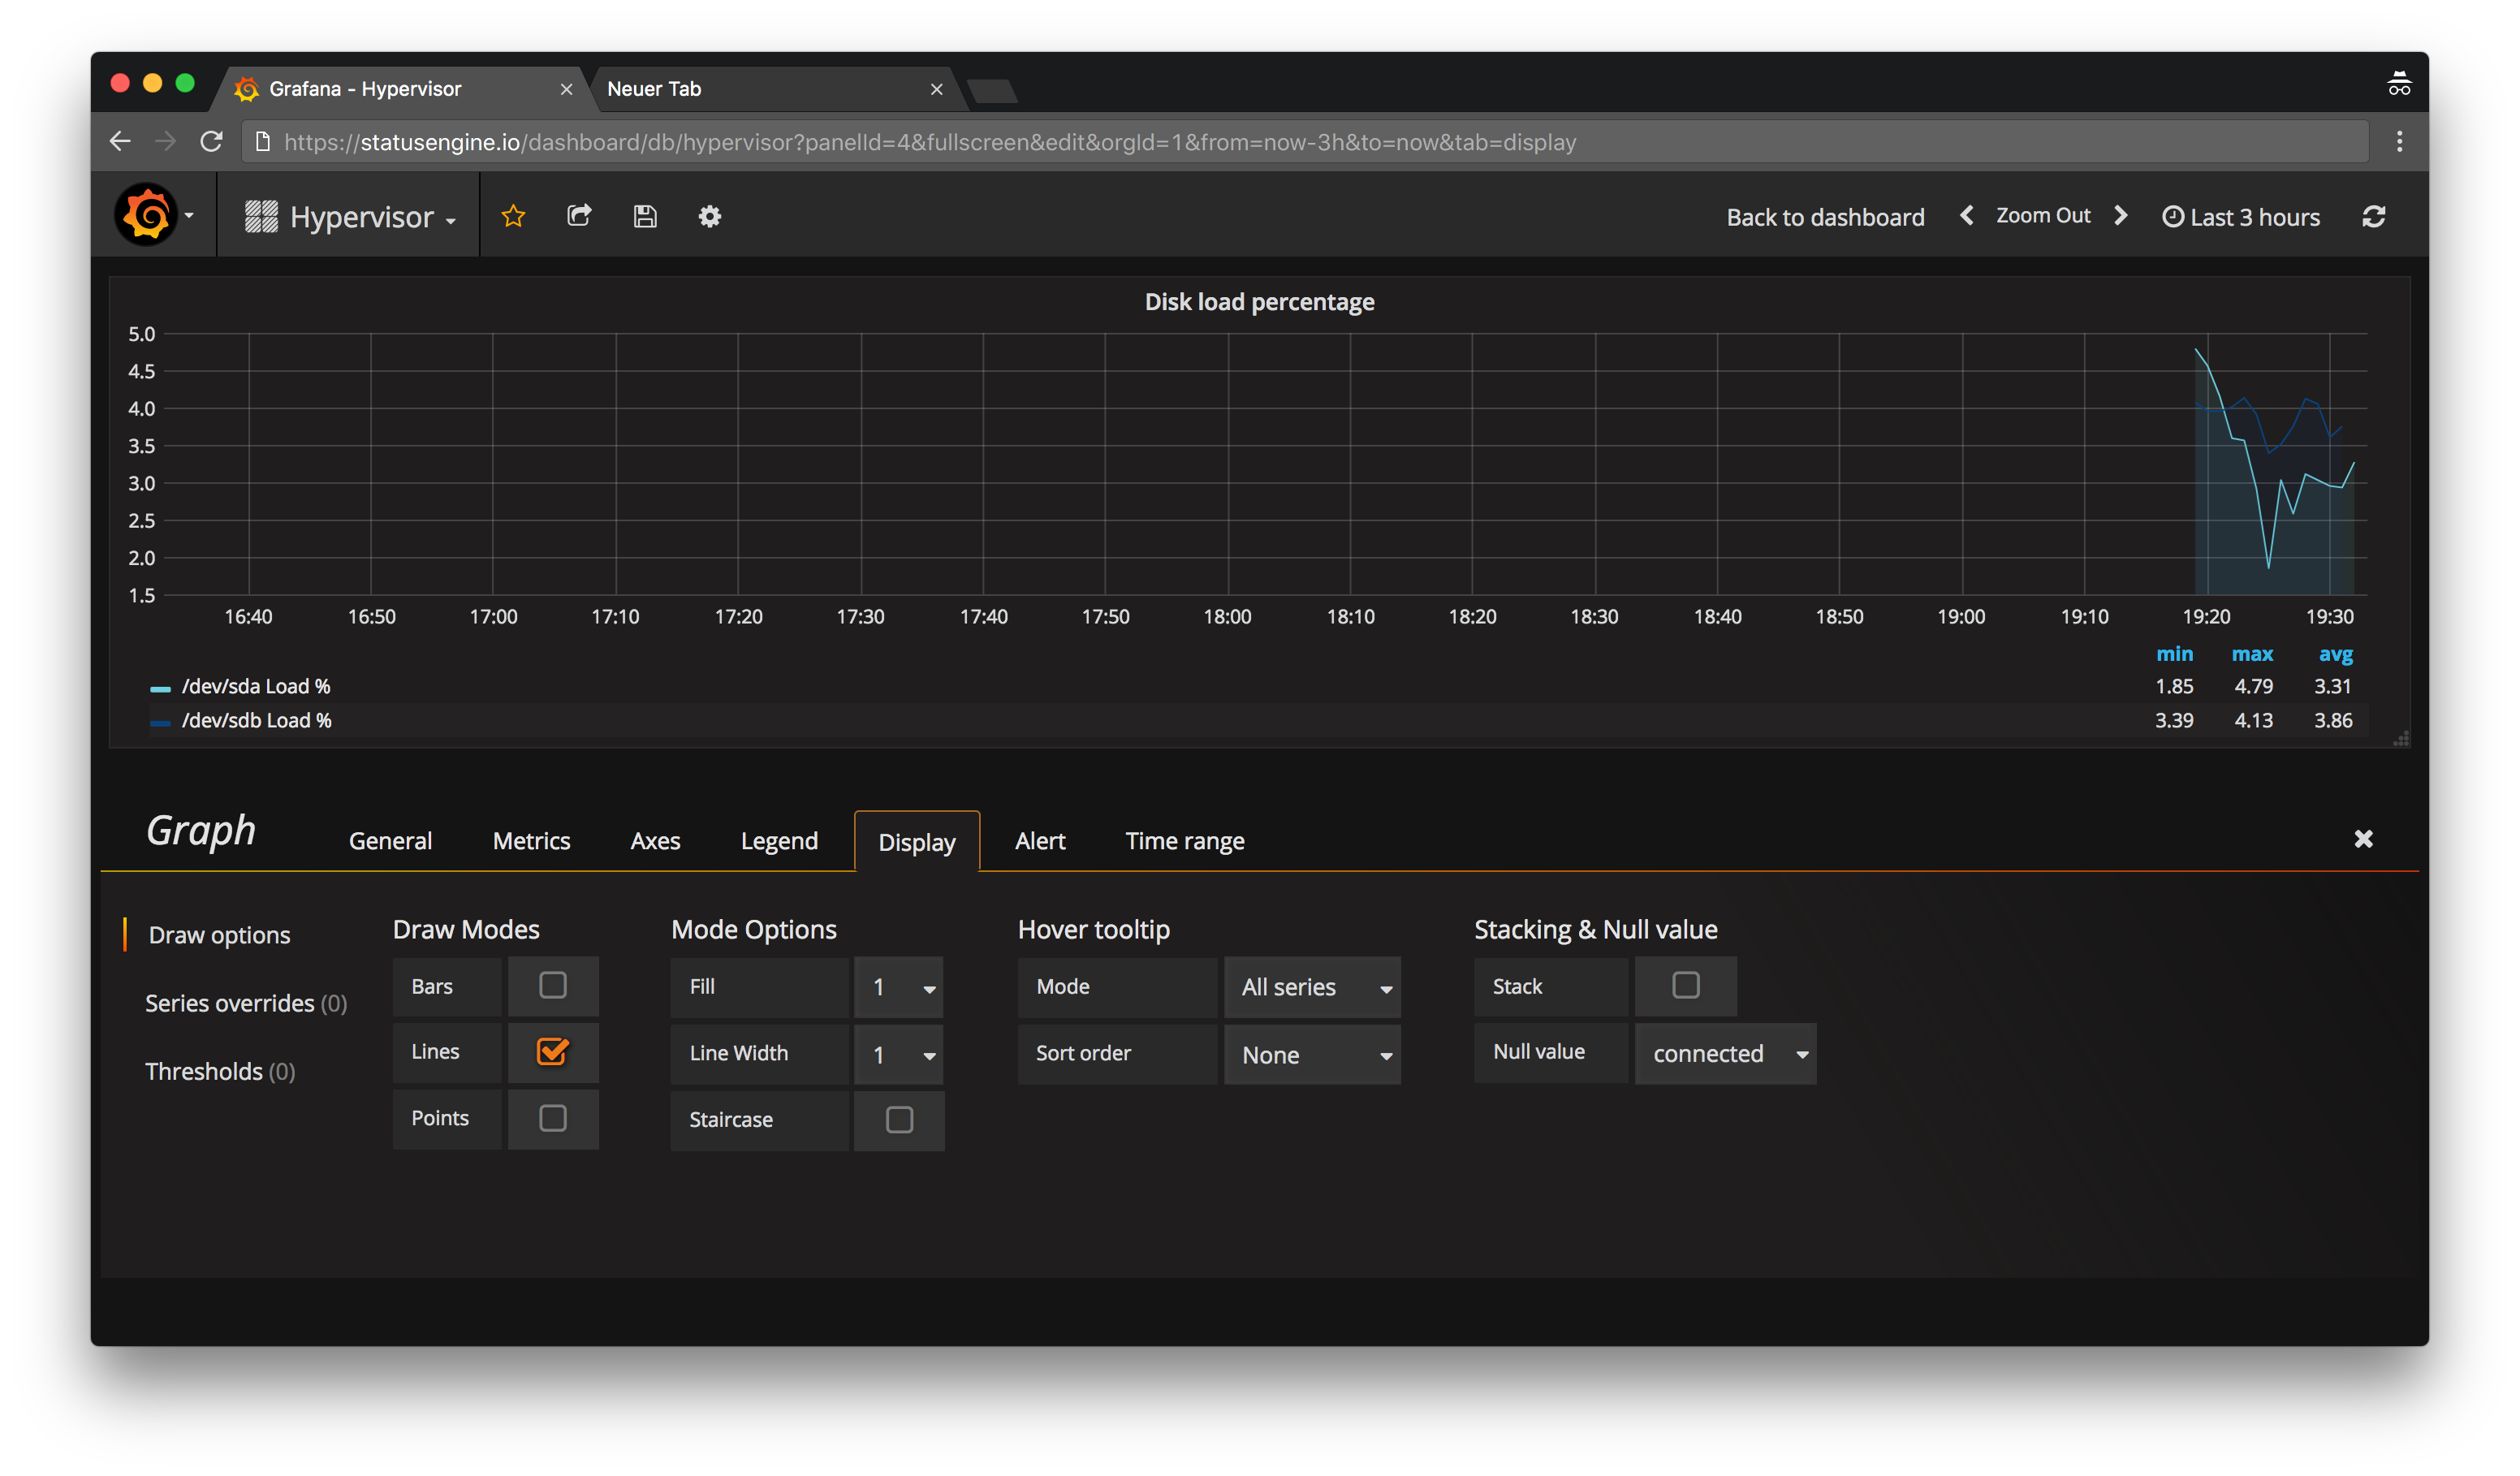 Grafana - Hypervisor
Neuer Tab
https://statusengine.io/dashboard/db/hypervisor?panelId=4&fullscreen&edit&orgId=1&from=now-3h&to=now&tab=display
Hypervisor
Back to dashboard Zoom Out Last 3 hours
Disk load percentage
5.0
4.5
4.0
3.5
3.0
2.5
2.0
1.5
16:40 16:50 17:00 17:10 17:20 17:30 17:40 17:50 18:00 18:10 18:20 18:30 18:40 18:50 19:00 19:10 19:20 19:30
min max avg
/dev/sda Load % 1.85 4.79 3.31
/dev/sdb Load % 3.39 4.13 3.86
Graph General Metrics Axes Legend Display Alert Time range
Draw options
Series overrides (0)
Thresholds (0)
Draw Modes
Bars
Lines
Points
Mode Options
Fill 1
Line Width 1
Staircase
Hover tooltip
Mode All series
Sort order None
Stacking & Null value
Stack
Null value connected